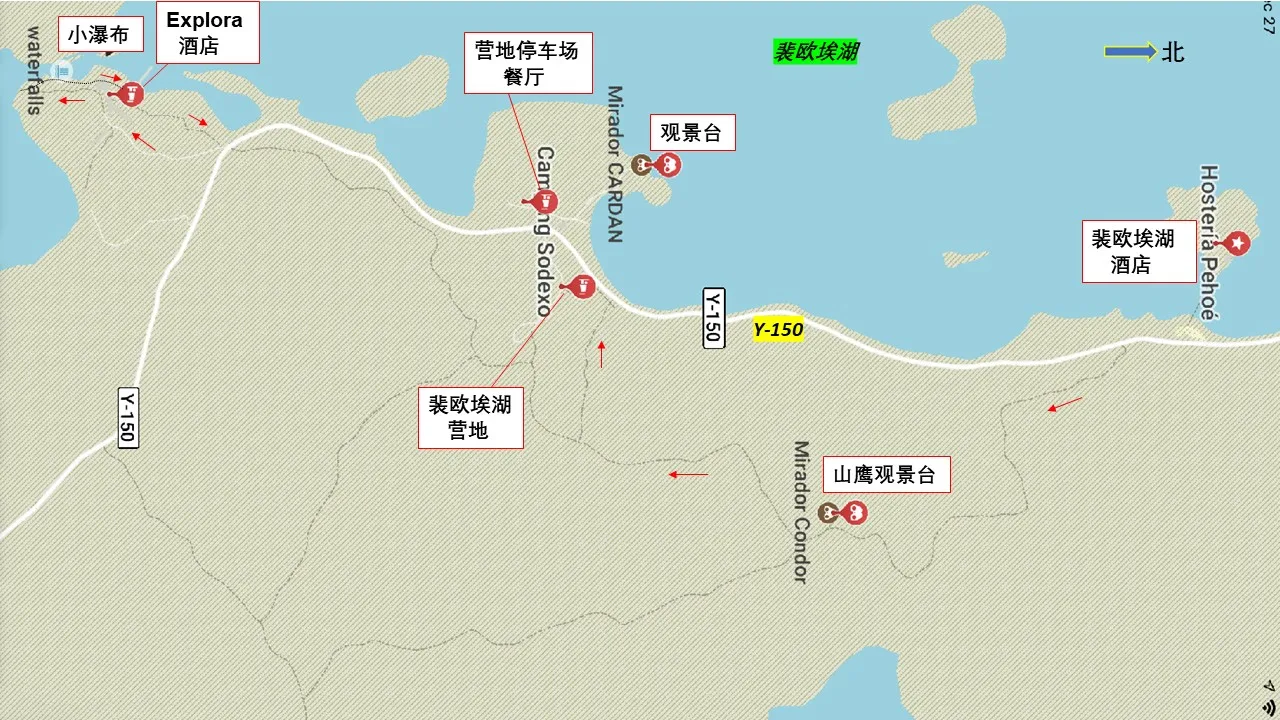 小瀑布
Explora
酒店
waterfalls
营地停车场
餐厅
Mirador CARDAN
观景台
裴欧埃湖
北
Camping Sodexo
裴欧埃湖
酒店
Hostería Pehoé
Y-150
Y-150
裴欧埃湖
营地
Y-150
Mirador Condor
山鹰观景台
c 27